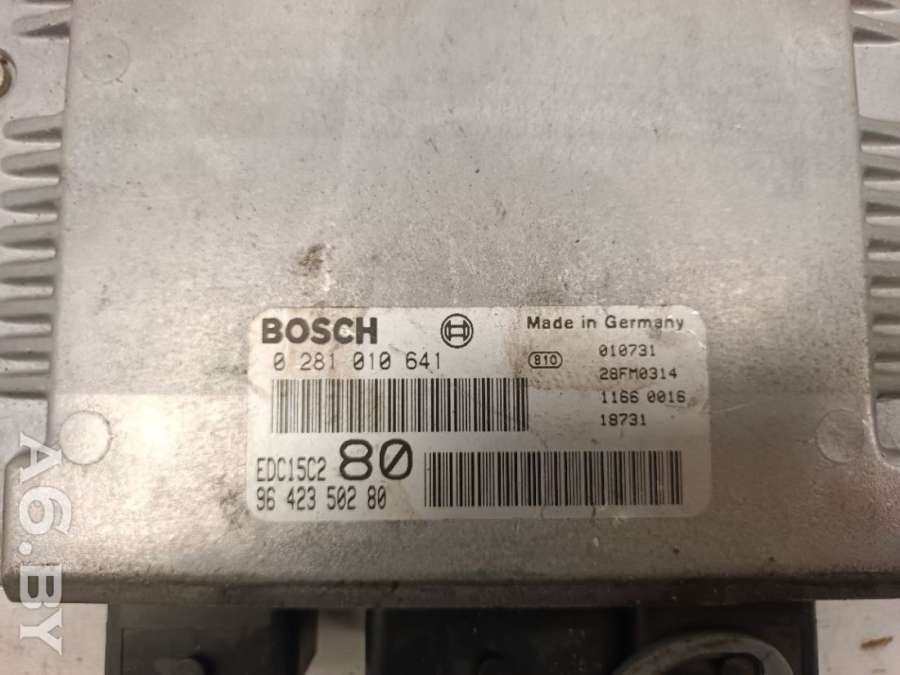 BOSCH
0 281 010 641
EDC15C2 80
96 423 502 80
Made in Germany
810
010731
28FM0314
1166 0016
18731
A6.BY